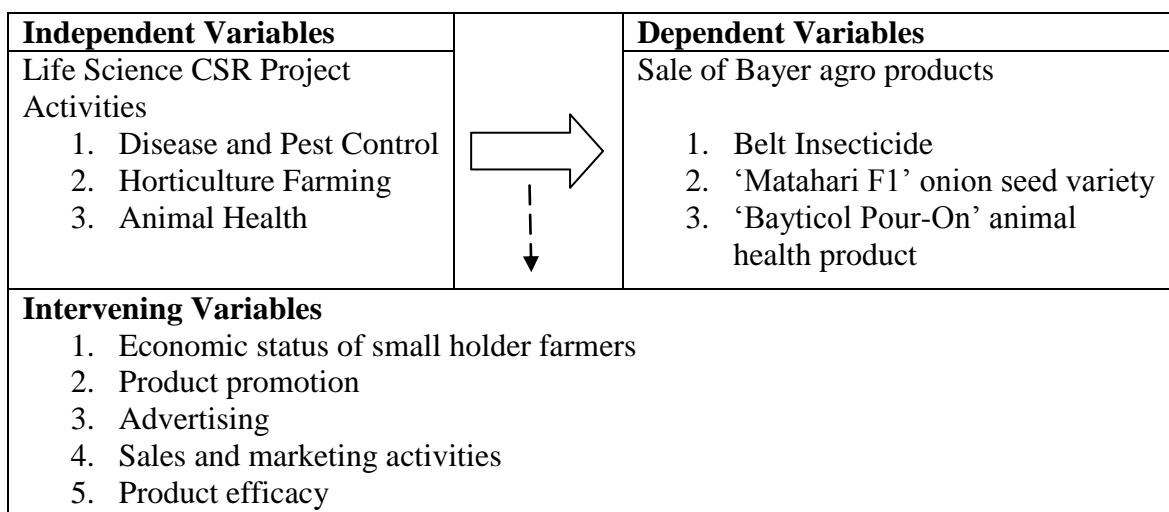 Independent Variables
Life Science CSR Project
Activities
1. Disease and Pest Control
2. Horticulture Farming
3. Animal Health
Dependent Variables
Sale of Bayer agro products
1. Belt Insecticide
2. ‘Matahari F1’ onion seed variety
3. ‘Bayticol Pour-On’ animal
health product
Intervening Variables
1. Economic status of small holder farmers
2. Product promotion
3. Advertising
4. Sales and marketing activities
5. Product efficacy